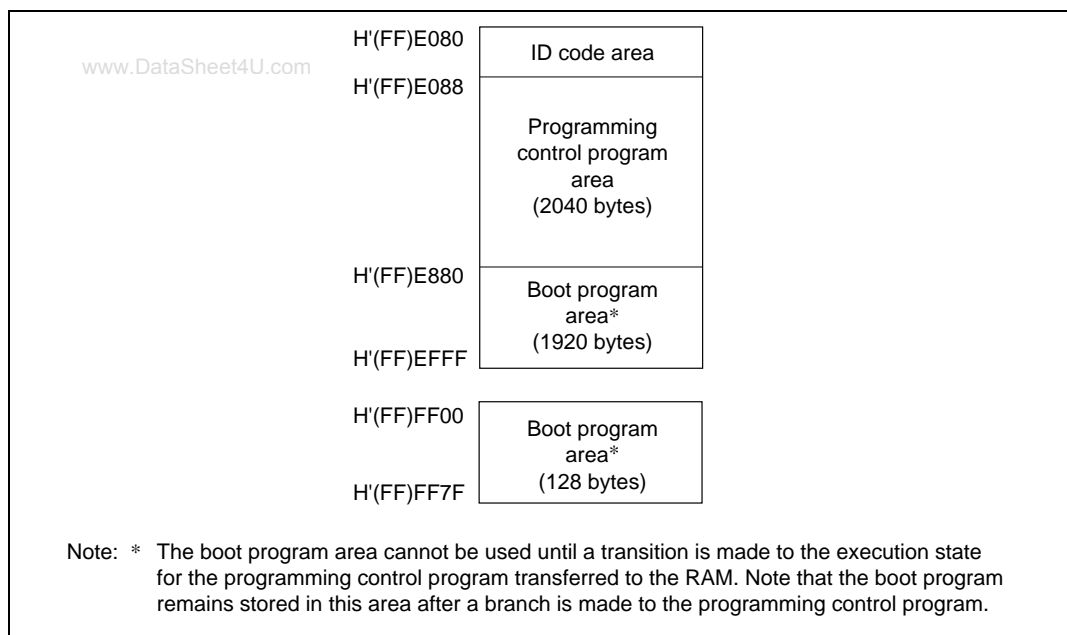 H'(FF)E080
ID code area
www.DataSheet4U.com
H'(FF)E088
Programming
control program
area
(2040 bytes)
H'(FF)E880
Boot program
area*
(1920 bytes)
H'(FF)EFFF
H'(FF)FF00
Boot program
area*
(128 bytes)
H'(FF)FF7F
Note: * The boot program area cannot be used until a transition is made to the execution state
for the programming control program transferred to the RAM. Note that the boot program
remains stored in this area after a branch is made to the programming control program.